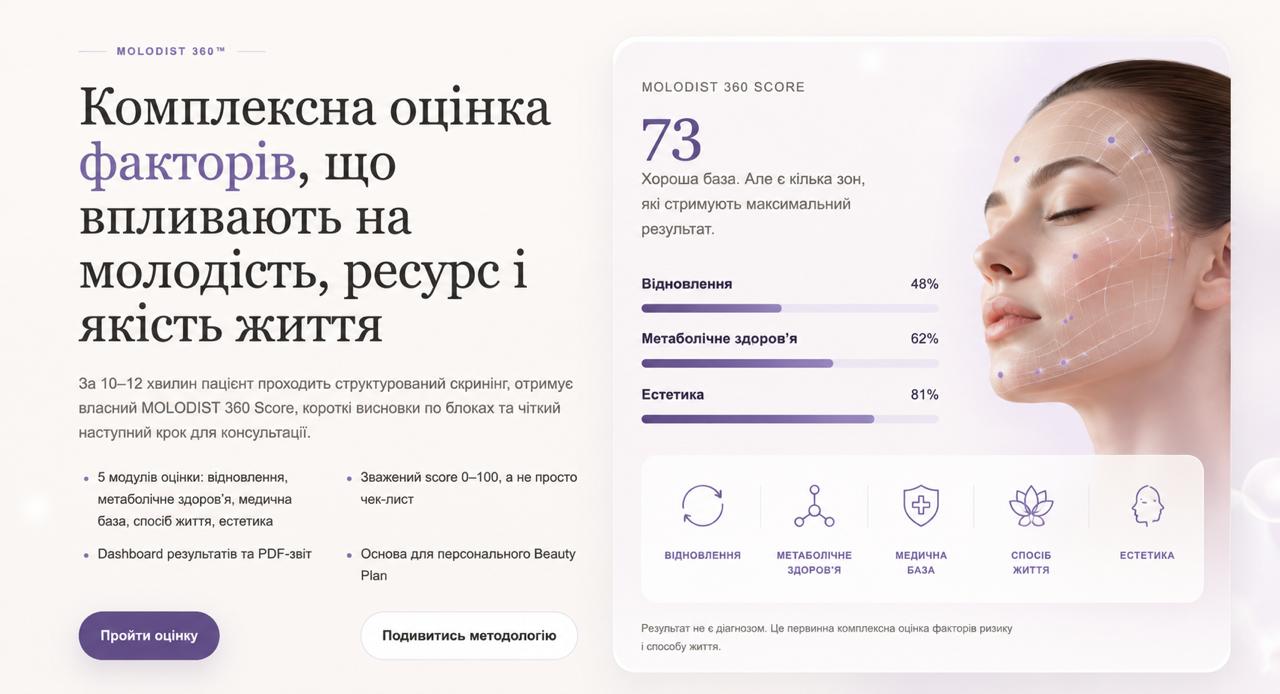 MOLODIST 360™
Комплексна оцінка
факторів, що
впливають на
молодість, ресурс і
якість життя
За 10–12 хвилин пацієнт проходить структурований скринінг, отримує
власний MOLODIST 360 Score, короткі висновки по блоках та чіткий
наступний крок для консультації.
• 5 модулів оцінки: відновлення,
метаболічне здоров’я, медична
база, спосіб життя, естетика
• Зважений score 0–100, а не просто
чек-лист
• Dashboard результатів та PDF-звіт
• Основа для персонального Beauty
Plan
Пройти оцінку
Подивитись методологію
MOLODIST 360 SCORE
73
Хороша база. Але є кілька зон,
які стримують максимальний
результат.
Відновлення 48%
Метаболічне здоров’я 62%
Естетика 81%
ВІДНОВЛЕННЯ
МЕТАБОЛІЧНЕ
ЗДОРОВ’Я
МЕДИЧНА
БАЗА
СПОСІБ
ЖИТТЯ
ЕСТЕТИКА
Результат не є діагнозом. Це первинна комплексна оцінка факторів ризику
і способу життя.